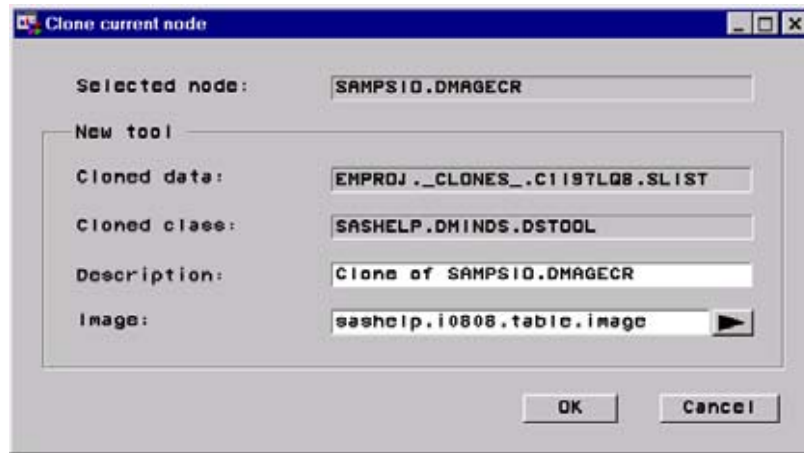 Clone current node
Selected node: SAMPSIO.DMAGECR
New tool
Cloned data: EMPROJ._CLONES_.C1I97LQ8.SLIST
Cloned class: SASHELP.DMINDS.DSTOOL
Description: Clone of SAMPSIO.DMAGECR
Image: sashelp.i0808.table.image
OK Cancel